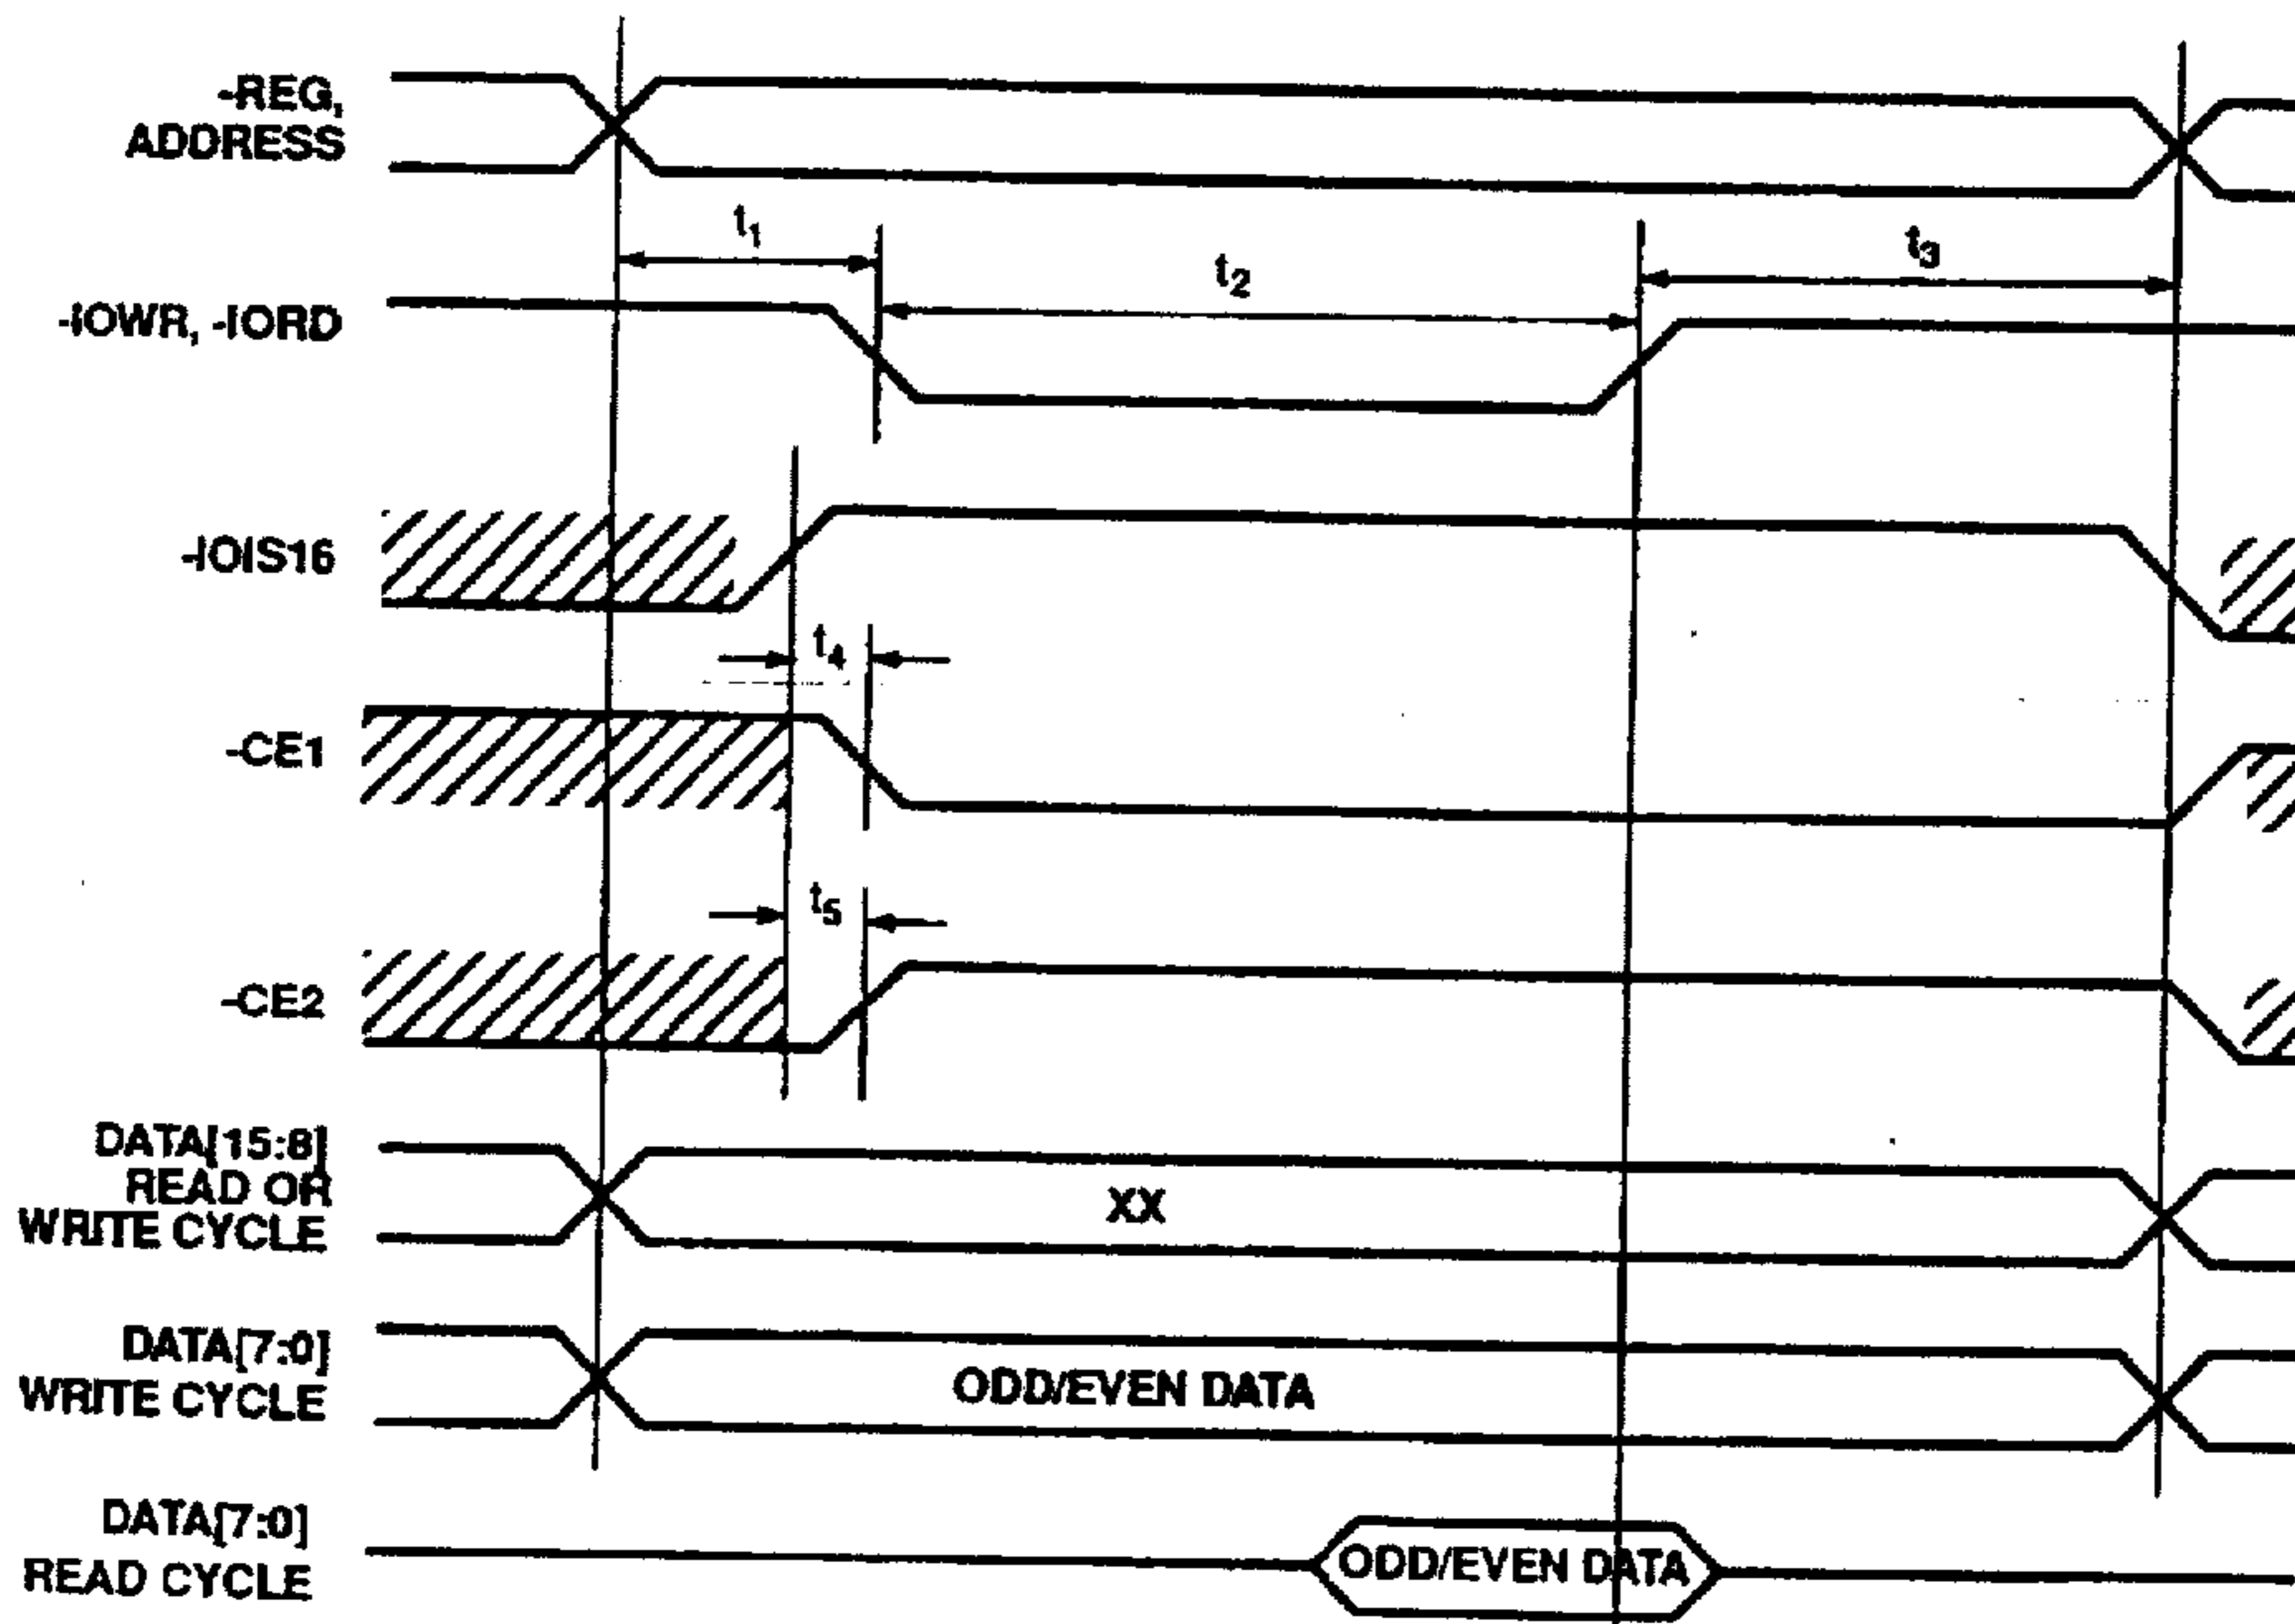 -REG,
ADDRESS
t1
t2
t3
-IOWR, -IORD
-IOIS16
t4
-CE1
t5
-CE2
DATA[15:8]
READ OR
WRITE CYCLE
XX
DATA[7:0]
WRITE CYCLE
ODD/EVEN DATA
DATA[7:0]
READ CYCLE
ODD/EVEN DATA